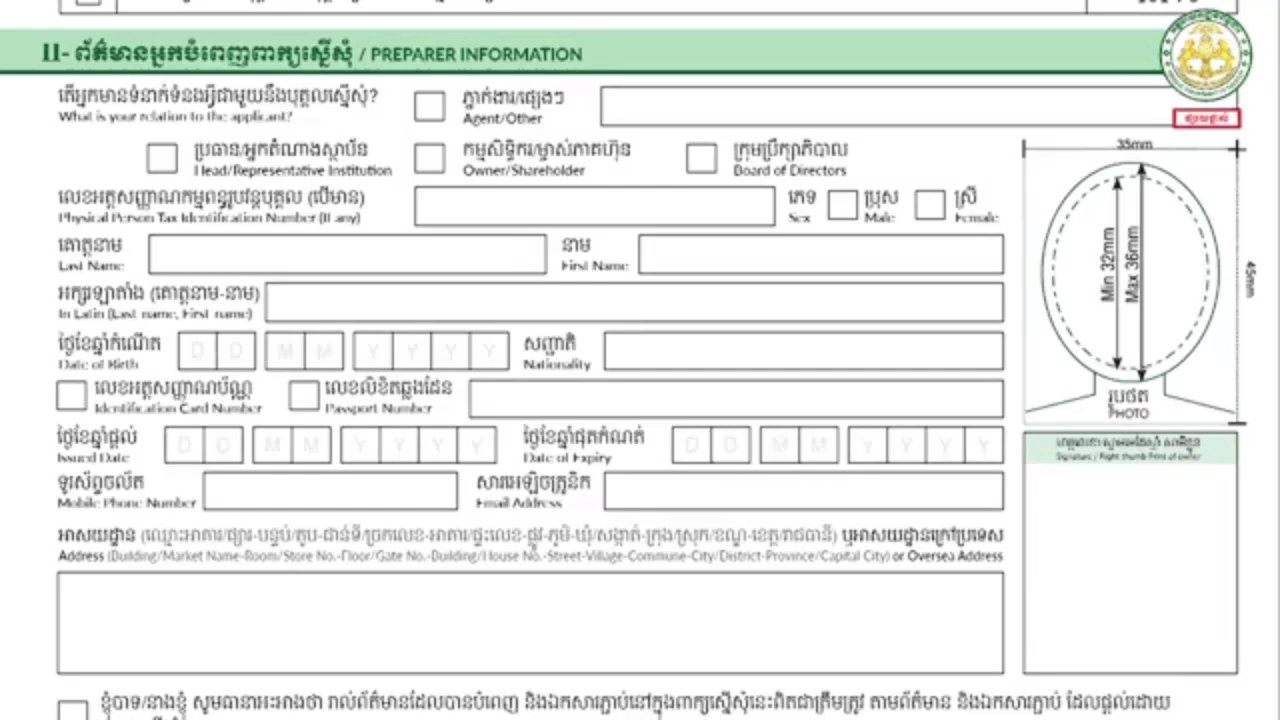 II- ព័ត៌មានអ្នកបំពេញពាក្យស្នើសុំ / PREPARER INFORMATION
តើអ្នកមានទំនាក់ទំនងអ្វីជាមួយនឹងបុគ្គលស្នើសុំ? ភ្នាក់ងារ/ផ្សេងៗ
What is your relation to the applicant? Agent/Other
35mm
ប្រធាន/អ្នកតំណាងស្ថាប័ន កម្មសិទ្ធិករ/ម្ចាស់ភាគហ៊ុន ក្រុមប្រឹក្សាភិបាល
Head/Representative Institution Owner/Shareholder Board of Directors
លេខអត្តសញ្ញាណកម្មពន្ធរូបវន្តបុគ្គល (បើមាន) ភេទ ប្រុស ស្រី
Physical Person Tax Identification Number (If any) Sex Male Female
គោត្តនាម នាម
Last Name First Name
Min 32mm
Max 36mm
45mm
អក្សរឡាតាំង (គោត្តនាម-នាម)
In Latin (Last name, First name)
ថ្ងៃខែឆ្នាំកំណើត D D M M Y Y Y Y សញ្ជាតិ
Date of Birth Nationality
លេខអត្តសញ្ញាណប័ណ្ណ លេខលិខិតឆ្លងដែន
Identification Card Number Passport Number
រូបថត
PHOTO
ថ្ងៃខែឆ្នាំផ្តល់ D D M M Y Y Y Y ថ្ងៃខែឆ្នាំផុតកំណត់ D D M M Y Y Y Y
Issued Date Date of Expiry
Signature / Right thumb Print of owner
ទូរស័ព្ទចល័ត សារអេឡិចត្រូនិក
Mobile Phone Number Email Address
អាសយដ្ឋាន (ឈ្មោះអាគារ/ផ្សារ-បន្ទប់/តូប-ជាន់ទី/ច្រកលេខ-អាគារ/ផ្ទះលេខ-ផ្លូវ-ភូមិ-ឃុំ/សង្កាត់-ក្រុង/ស្រុក/ខណ្ឌ-ខេត្ត/រាជធានី) ឬអាសយដ្ឋានក្រៅប្រទេស
Address (Building/Market Name-Room/Store No.-Floor/Gate No.-Building/House No.-Street-Village-Commune-City/District-Province/Capital City) or Oversea Address
ខ្ញុំបាទ/នាងខ្ញុំ សូមធានាអះអាងថា រាល់ព័ត៌មានដែលបានបំពេញ និងឯកសារភ្ជាប់នៅក្នុងពាក្យស្នើសុំនេះពិតជាត្រឹមត្រូវ តាមព័ត៌មាន និងឯកសារភ្ជាប់ ដែលផ្តល់ដោយ